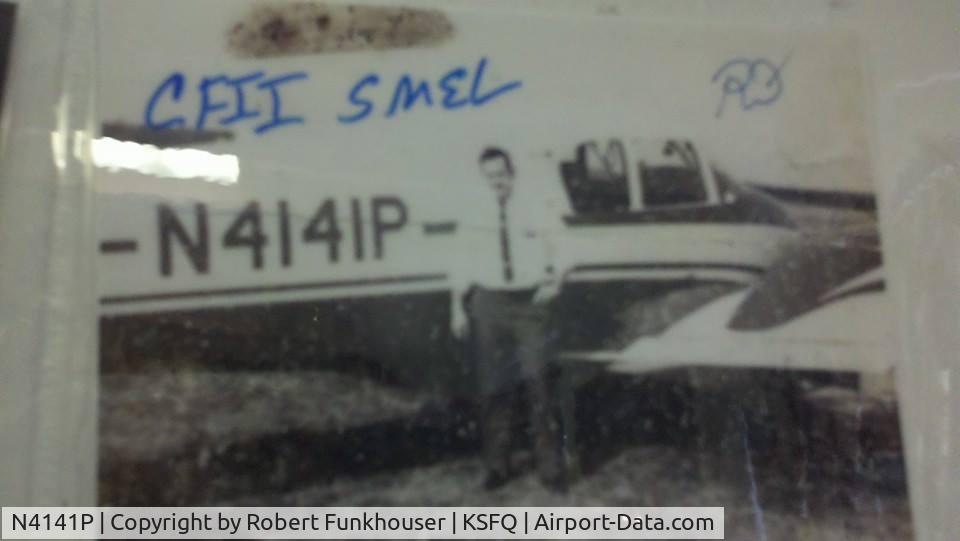 CFII SMEL
-N4141P-
N4141P | Copyright by Robert Funkhouser | KSFQ | Airport-Data.com